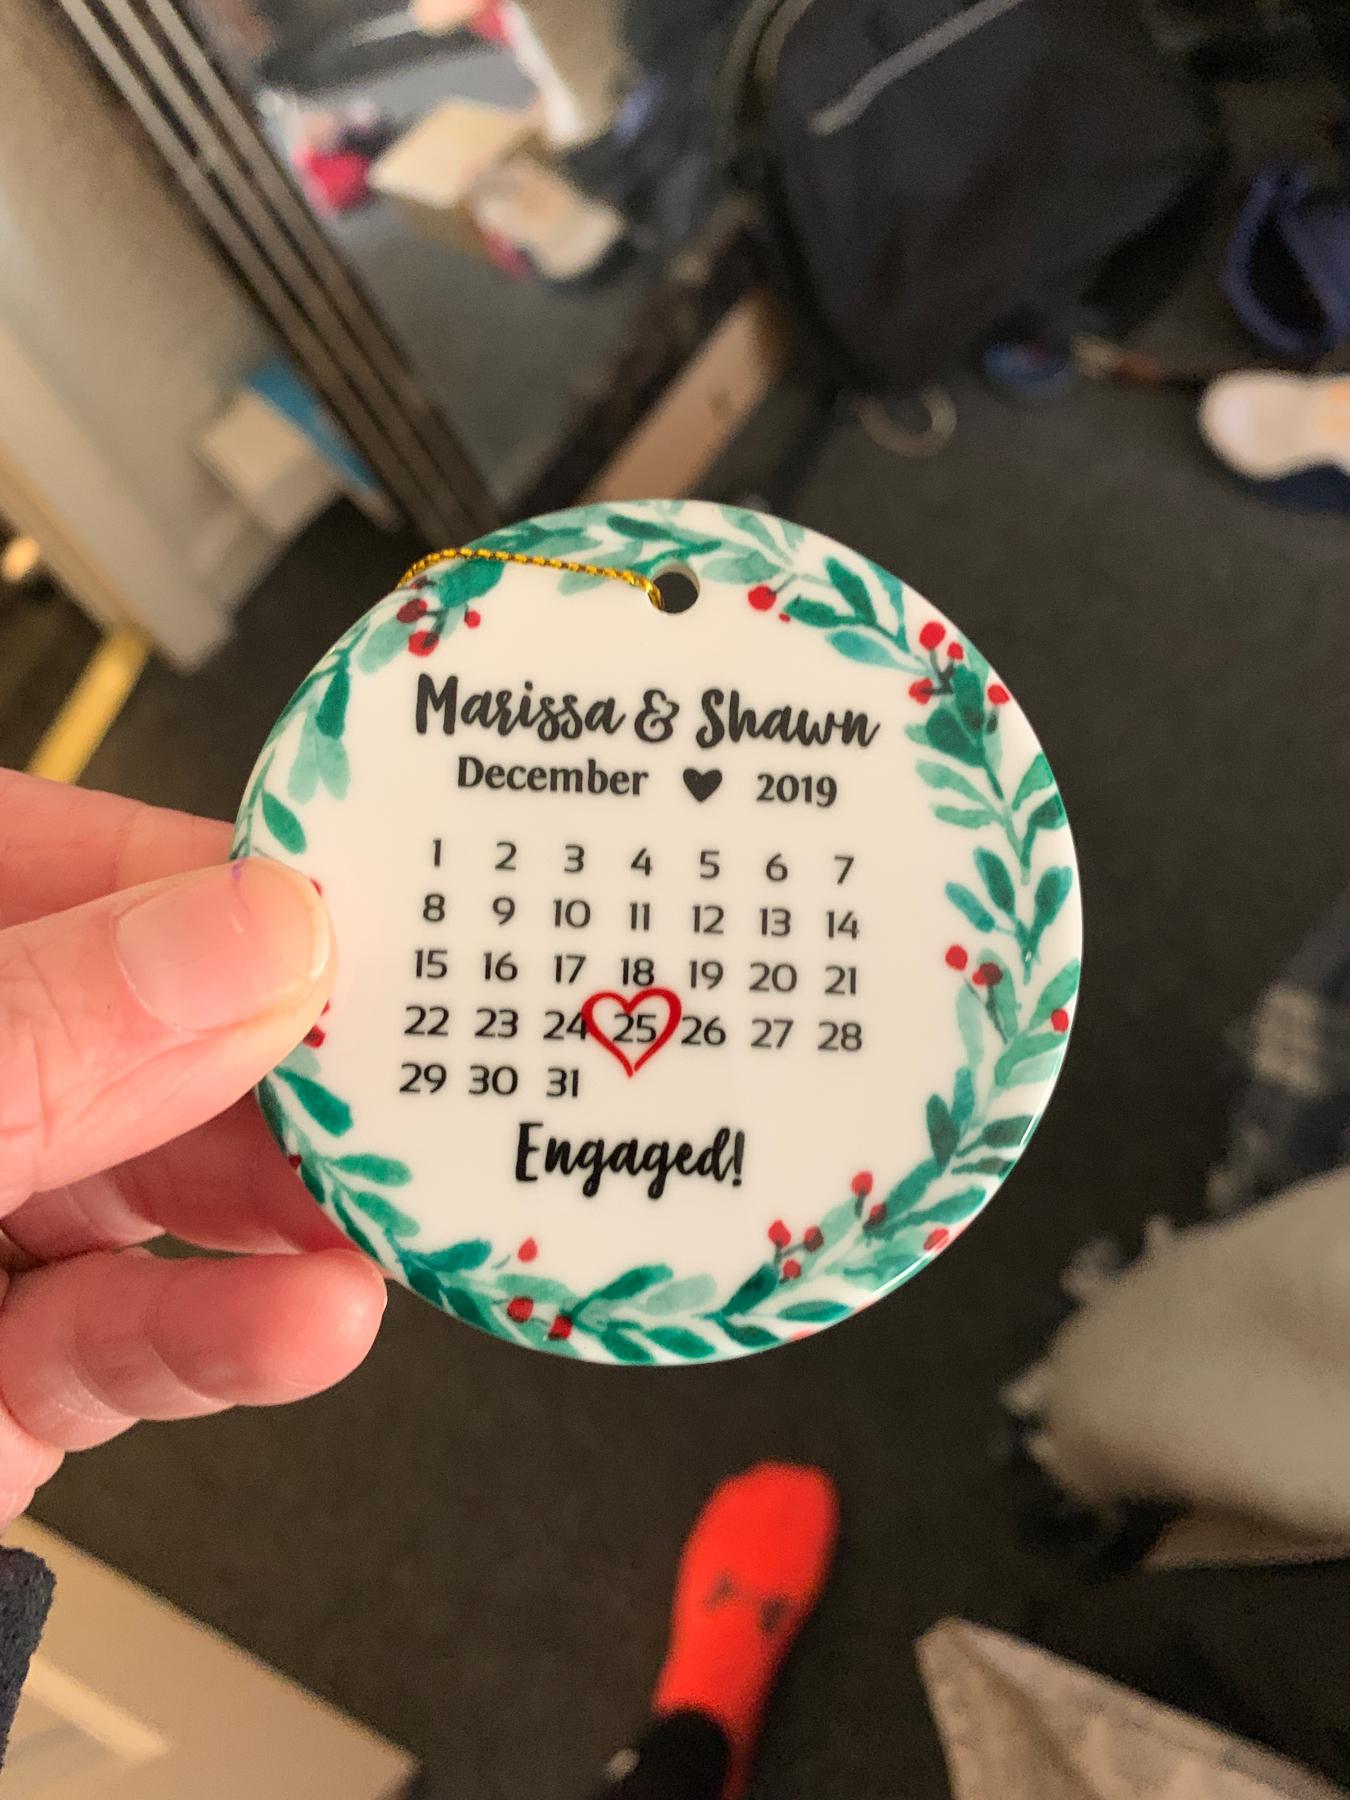 Marissa & Shawn
December ♥ 2019
1 2 3 4 5 6 7
8 9 10 11 12 13 14
15 16 17 18 19 20 21
22 23 24 25 26 27 28
29 30 31
Engaged!